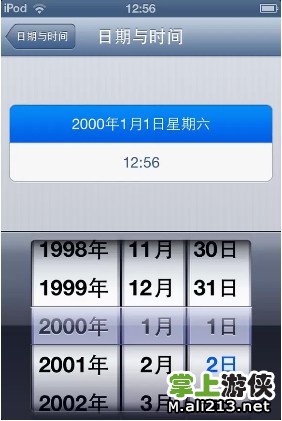 iPod 12:56
日期与时间 日期与时间
2000年1月1日星期六
12:56
1998年 11月 30日
1999年 12月 31日
2000年 1月 1日
2001年 2月 2日
2002年 3月
掌上游侠
M.ali213.net